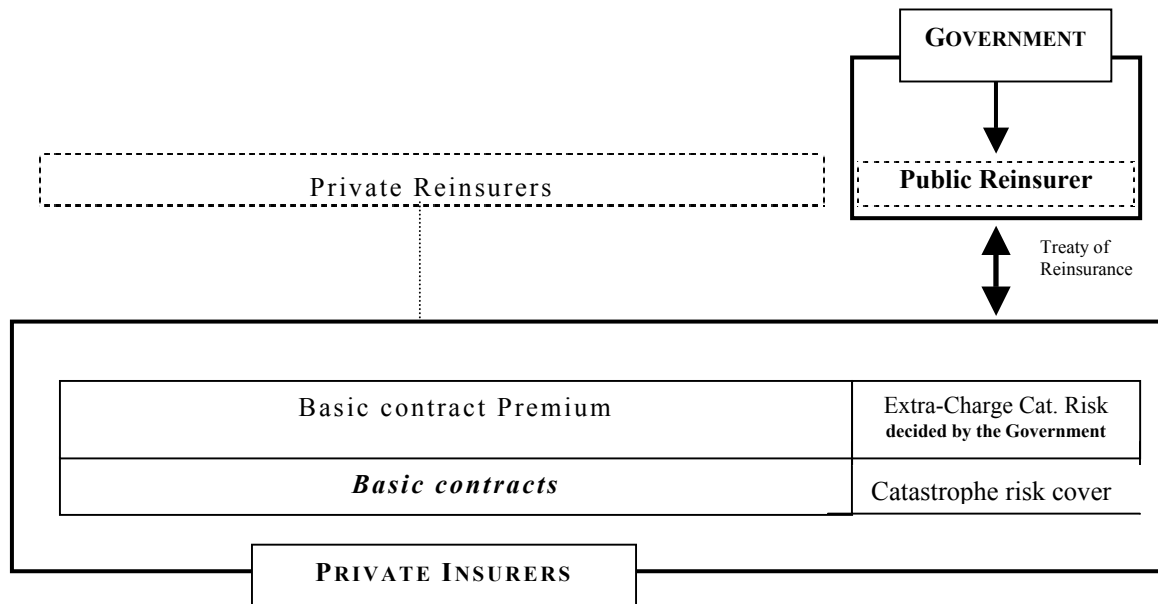 GOVERNMENT
Private Reinsurers
Public Reinsurer
Treaty of
Reinsurance
Basic contract Premium
Extra-Charge Cat. Risk
decided by the Government
Basic contracts
Catastrophe risk cover
PRIVATE INSURERS